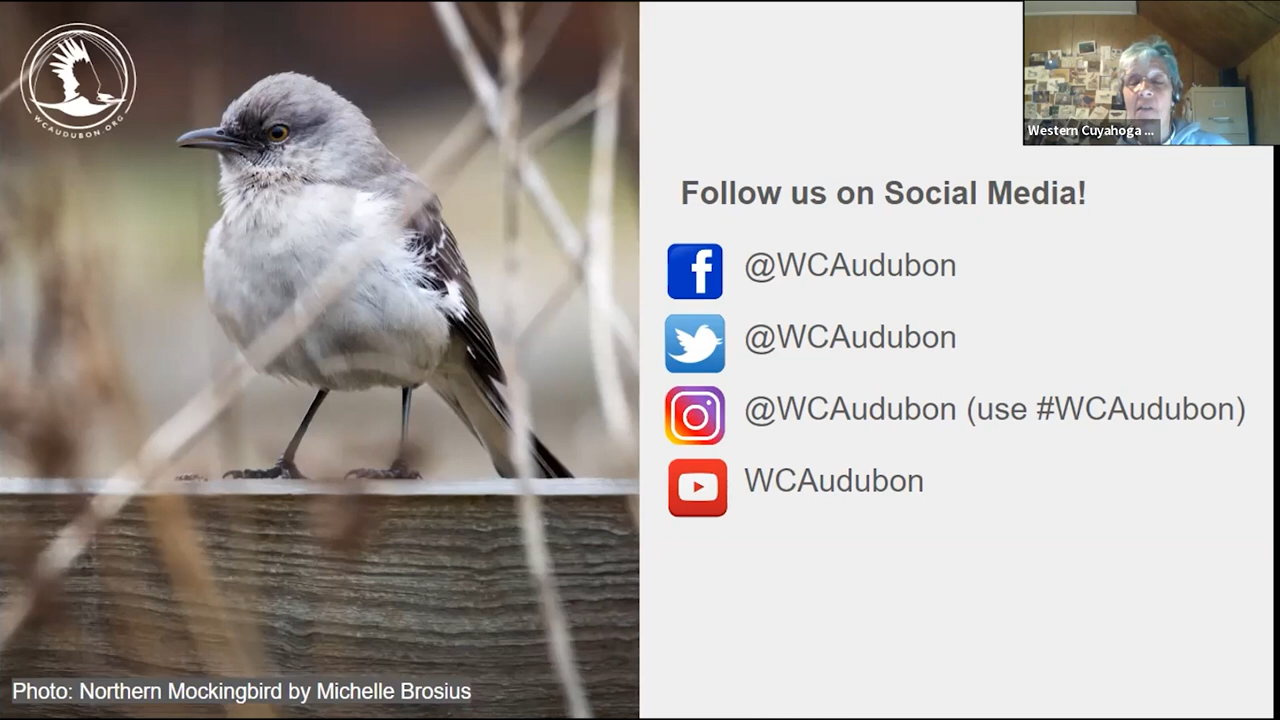 WCAUDUBON.ORG
Western Cuyahoga ...
Follow us on Social Media!
@WCAudubon
@WCAudubon
@WCAudubon (use #WCAudubon)
WCAudubon
Photo: Northern Mockingbird by Michelle Brosius